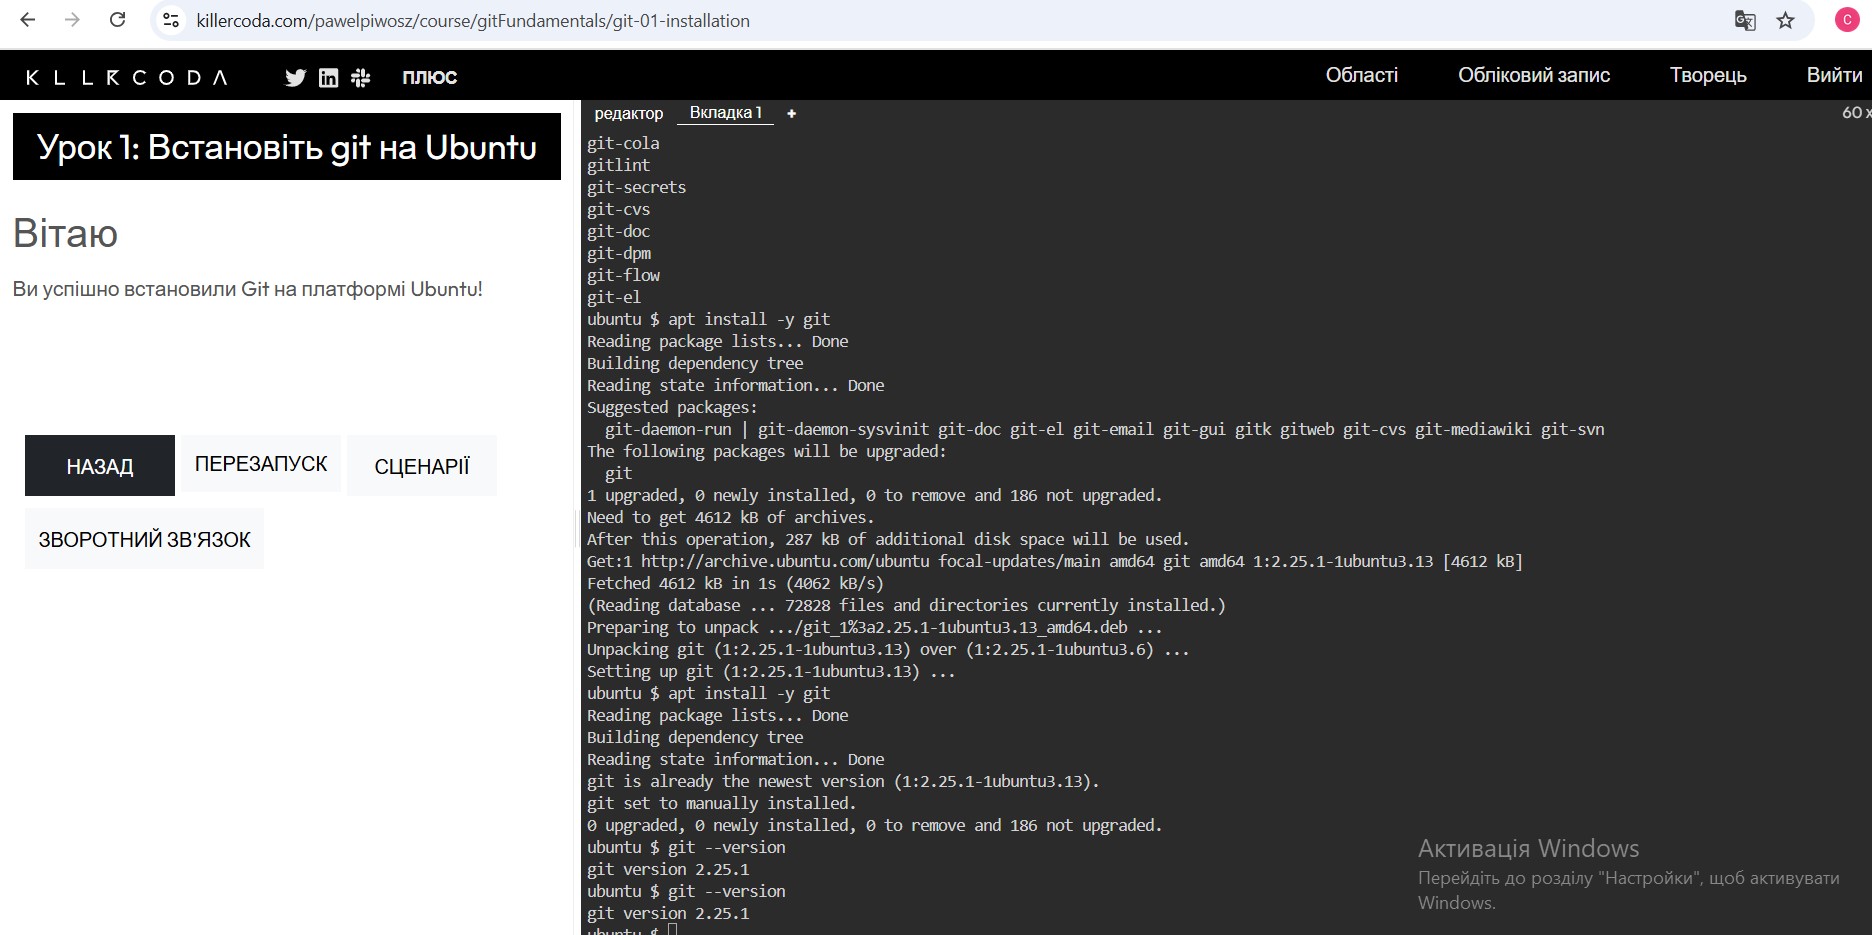 killercoda.com/pawelpiwosz/course/gitFundamentals/git-01-installation
C
KLLRCODA
ПЛЮС
Області
Обліковий запис
Творець
Вийти
Урок 1: Встановіть git на Ubuntu
Вітаю
Ви успішно встановили Git на платформі Ubuntu!
НАЗАД
ПЕРЕЗАПУСК
СЦЕНАРІЇ
ЗВОРОТНИЙ ЗВ'ЯЗОК
редактор
Вкладка 1
+
60
git-cola
gitlint
git-secrets
git-cvs
git-doc
git-dpm
git-flow
git-el
ubuntu $ apt install -y git
Reading package lists... Done
Building dependency tree
Reading state information... Done
Suggested packages:
git-daemon-run | git-daemon-sysvinit git-doc git-el git-email git-gui gitk gitweb git-cvs git-mediawiki git-svn
The following packages will be upgraded:
git
1 upgraded, 0 newly installed, 0 to remove and 186 not upgraded.
Need to get 4612 kB of archives.
After this operation, 287 kB of additional disk space will be used.
Get:1 http://archive.ubuntu.com/ubuntu focal-updates/main amd64 git amd64 1:2.25.1-1ubuntu3.13 [4612 kB]
Fetched 4612 kB in 1s (4062 kB/s)
(Reading database ... 72828 files and directories currently installed.)
Preparing to unpack .../git_1%3a2.25.1-1ubuntu3.13_amd64.deb ...
Unpacking git (1:2.25.1-1ubuntu3.13) over (1:2.25.1-1ubuntu3.6) ...
Setting up git (1:2.25.1-1ubuntu3.13) ...
ubuntu $ apt install -y git
Reading package lists... Done
Building dependency tree
Reading state information... Done
git is already the newest version (1:2.25.1-1ubuntu3.13).
git set to manually installed.
0 upgraded, 0 newly installed, 0 to remove and 186 not upgraded.
ubuntu $ git --version
git version 2.25.1
ubuntu $ git --version
git version 2.25.1
ubuntu $
Активація Windows
Перейдіть до розділу "Настройки", щоб активувати
Windows.